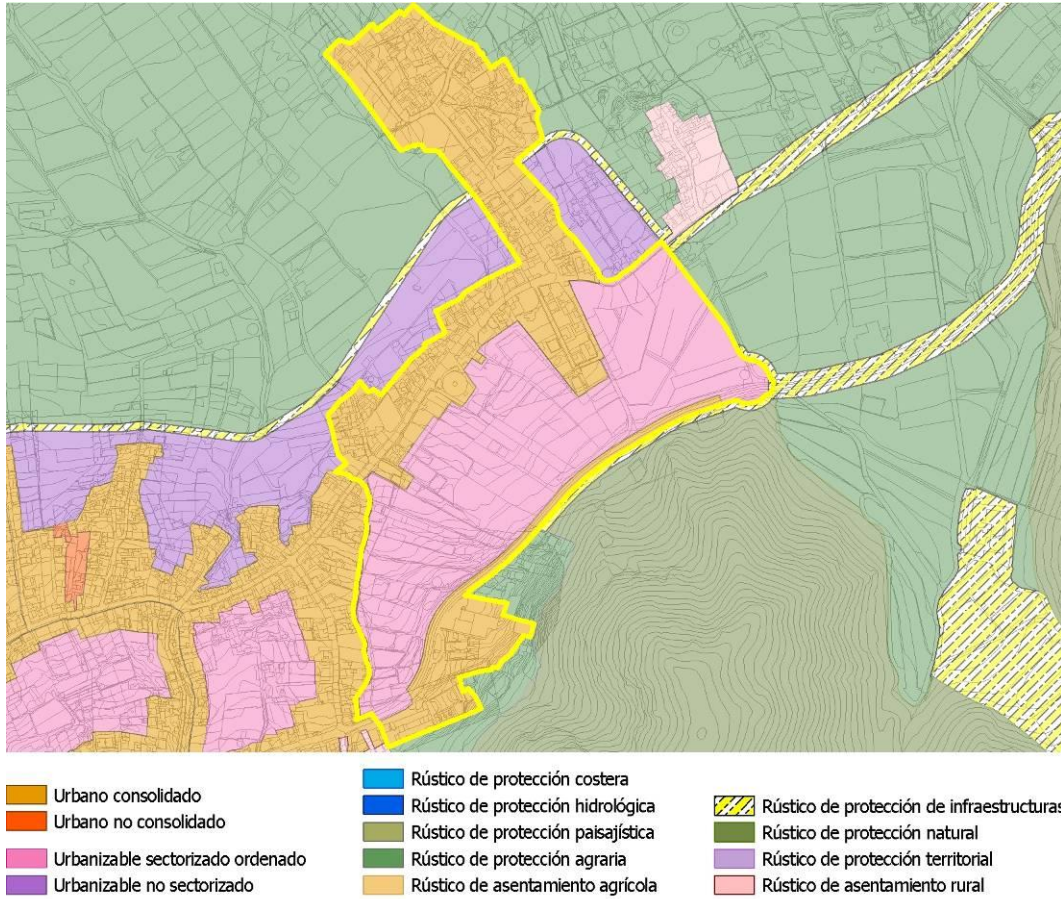 Urbano consolidado
Urbano no consolidado
Urbanizable sectorizado ordenado
Urbanizable no sectorizado
Rústico de protección costera
Rústico de protección hidrológica
Rústico de protección paisajística
Rústico de protección agraria
Rústico de asentamiento agrícola
Rústico de protección de infraestructuras
Rústico de protección natural
Rústico de protección territorial
Rústico de asentamiento rural